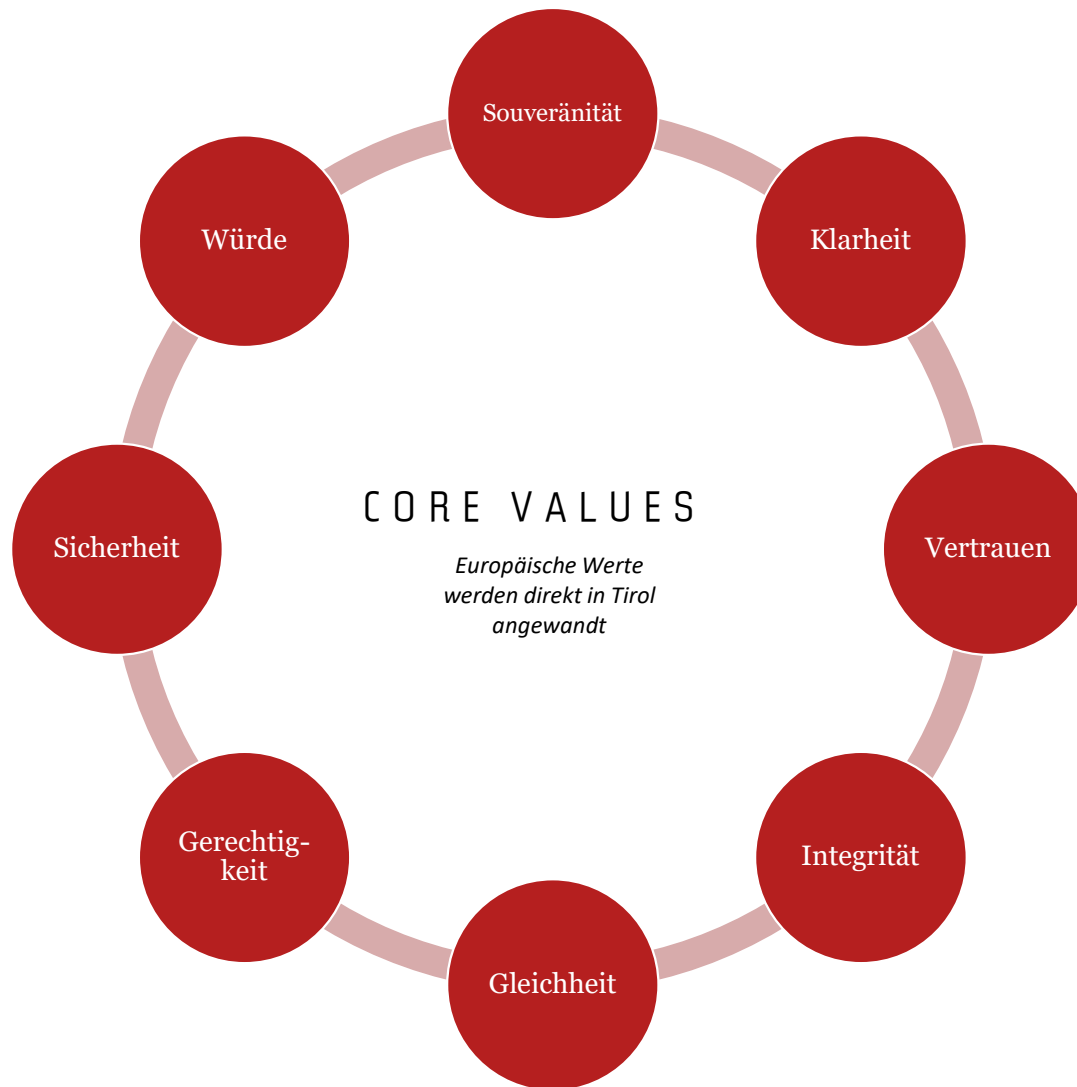 Souveränität
Würde
Klarheit
Sicherheit
CORE VALUES
Europäische Werte
werden direkt in Tirol
angewandt
Vertrauen
Gerechtig-
keit
Integrität
Gleichheit